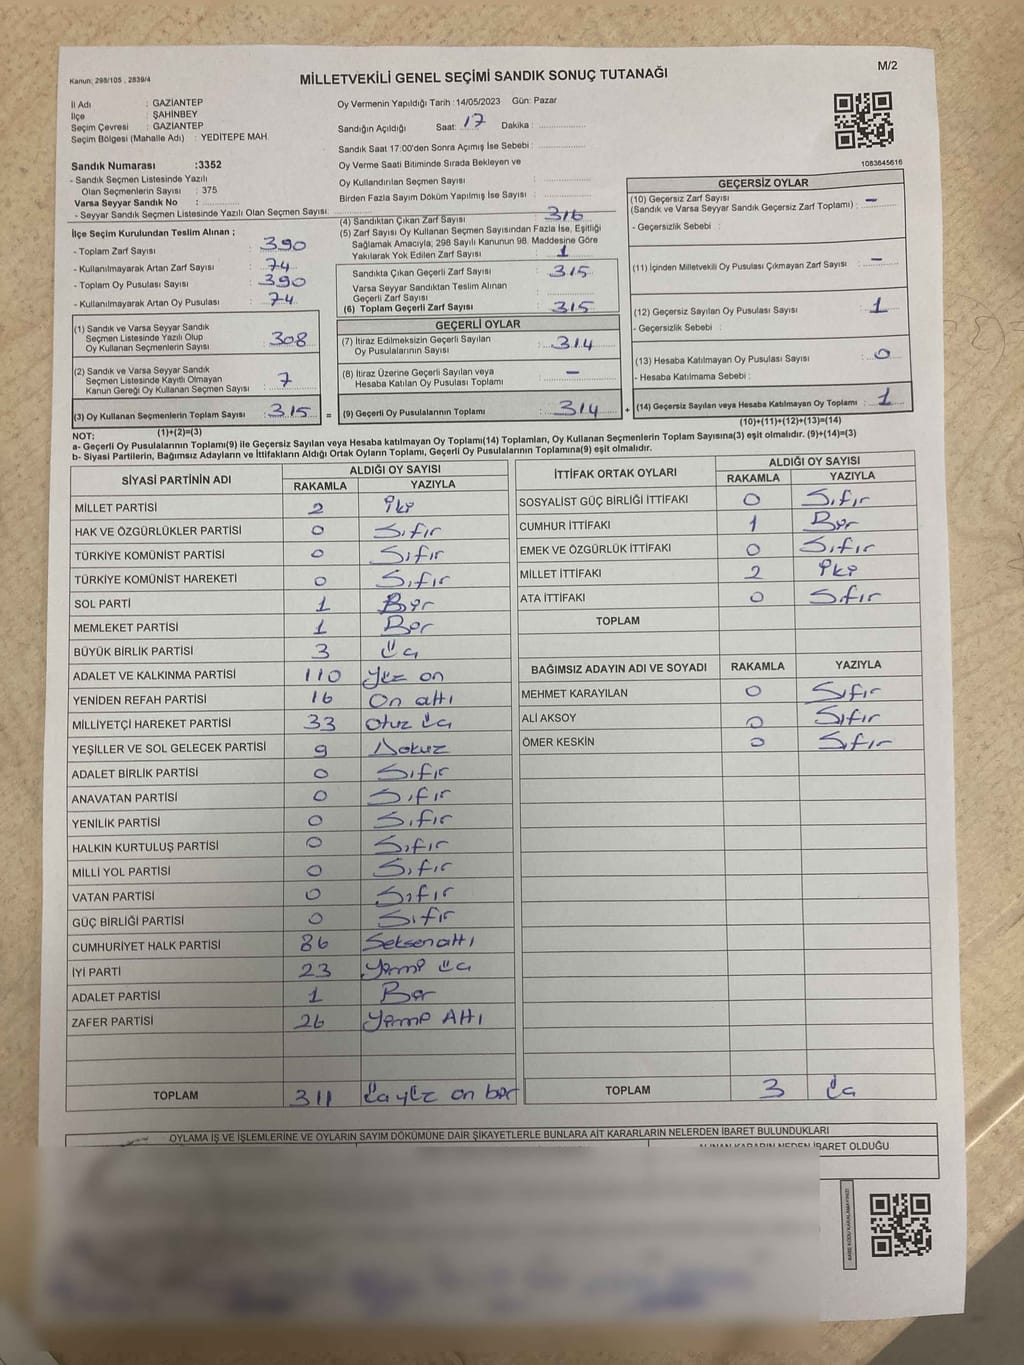 Kanun: 298/105 , 2839/4
MİLLETVEKİLİ GENEL SEÇİMİ SANDIK SONUÇ TUTANAĞI
M/2
İl Adı : GAZİANTEP
İlçe : ŞAHİNBEY
Seçim Çevresi : GAZİANTEP
Seçim Bölgesi (Mahalle Adı) : YEDİTEPE MAH.
Sandık Numarası :3352
- Sandık Seçmen Listesinde Yazılı
Olan Seçmenlerin Sayısı : 375
Varsa Seyyar Sandık No :
- Seyyar Sandık Seçmen Listesinde Yazılı Olan Seçmen Sayısı:
Oy Vermenin Yapıldığı Tarih :14/05/2023 Gün: Pazar
Sandığın Açıldığı Saat: 17 Dakika :
Sandık Saat 17:00'den Sonra Açımış İse Sebebi :
Oy Verme Saati Bitiminde Sırada Bekleyen ve
Oy Kullandırılan Seçmen Sayısı :
Birden Fazla Sayım Döküm Yapılmış İse Sayısı :
1083645616
İlçe Seçim Kurulundan Teslim Alınan ;
- Toplam Zarf Sayısı : 390
- Kullanılmayarak Artan Zarf Sayısı : 74
- Toplam Oy Pusulası Sayısı : 390
- Kullanılmayarak Artan Oy Pusulası : 74
(4) Sandıktan Çıkan Zarf Sayısı : 316
(5) Zarf Sayısı Oy Kullanan Seçmen Sayısından Fazla İse, Eşitliği
Sağlamak Amacıyla, 298 Sayılı Kanunun 98. Maddesine Göre
Yakılarak Yok Edilen Zarf Sayısı : 1
Sandıkta Çıkan Geçerli Zarf Sayısı : 315
Varsa Seyyar Sandıktan Teslim Alınan
Geçerli Zarf Sayısı :
(6) Toplam Geçerli Zarf Sayısı : 315
GEÇERSİZ OYLAR
(10) Geçersiz Zarf Sayısı
(Sandık ve Varsa Seyyar Sandık Geçersiz Zarf Toplamı) : -
- Geçersizlik Sebebi :
(11) İçinden Milletvekili Oy Pusulası Çıkmayan Zarf Sayısı : -
(12) Geçersiz Sayılan Oy Pusulası Sayısı : 1
- Geçersizlik Sebebi :
(13) Hesaba Katılmayan Oy Pusulası Sayısı : 0
- Hesaba Katılmama Sebebi :
(14) Geçersiz Sayılan veya Hesaba Katılmayan Oy Toplamı : 1
(10)+(11)+(12)+(13)=(14)
(1) Sandık ve Varsa Seyyar Sandık
Seçmen Listesinde Yazılı Olup
Oy Kullanan Seçmenlerin Sayısı : 308
(2) Sandık ve Varsa Seyyar Sandık
Seçmen Listesinde Kayıtlı Olmayan
Kanun Gereği Oy Kullanan Seçmen Sayısı : 7
(3) Oy Kullanan Seçmenlerin Toplam Sayısı : 315 =
(1)+(2)=(3)
GEÇERLİ OYLAR
(7) İtiraz Edilmeksizin Geçerli Sayılan
Oy Pusulalarının Sayısı : 314
(8) İtiraz Üzerine Geçerli Sayılan veya
Hesaba Katılan Oy Pusulası Toplamı : -
(9) Geçerli Oy Pusulalarının Toplamı : 314 +
NOT:
a- Geçerli Oy Pusulalarının Toplamı(9) ile Geçersiz Sayılan veya Hesaba katılmayan Oy Toplamı(14) Toplamları, Oy Kullanan Seçmenlerin Toplam Sayısına(3) eşit olmalıdır. (9)+(14)=(3)
b- Siyasi Partilerin, Bağımsız Adayların ve İttifakların Aldığı Ortak Oyların Toplamı, Geçerli Oy Pusulalarının Toplamına(9) eşit olmalıdır.
SİYASİ PARTİNİN ADI ALDIĞI OY SAYISI
RAKAMLA YAZIYLA
MİLLET PARTİSİ 2 İki
HAK VE ÖZGÜRLÜKLER PARTİSİ 0 Sıfır
TÜRKİYE KOMÜNİST PARTİSİ 0 Sıfır
TÜRKİYE KOMÜNİST HAREKETİ 0 Sıfır
SOL PARTİ 1 Bir
MEMLEKET PARTİSİ 1 Bir
BÜYÜK BİRLİK PARTİSİ 3 Üç
ADALET VE KALKINMA PARTİSİ 110 Yüz on
YENİDEN REFAH PARTİSİ 16 On altı
MİLLİYETÇİ HAREKET PARTİSİ 33 Otuz üç
YEŞİLLER VE SOL GELECEK PARTİSİ 9 Dokuz
ADALET BİRLİK PARTİSİ 0 Sıfır
ANAVATAN PARTİSİ 0 Sıfır
YENİLİK PARTİSİ 0 Sıfır
HALKIN KURTULUŞ PARTİSİ 0 Sıfır
MİLLİ YOL PARTİSİ 0 Sıfır
VATAN PARTİSİ 0 Sıfır
GÜÇ BİRLİĞİ PARTİSİ 0 Sıfır
CUMHURİYET HALK PARTİSİ 86 Seksen altı
İYİ PARTİ 23 Yirmi üç
ADALET PARTİSİ 1 Bir
ZAFER PARTİSİ 26 Yirmi Altı
TOPLAM 311 Üç yüz on bir
İTTİFAK ORTAK OYLARI ALDIĞI OY SAYISI
RAKAMLA YAZIYLA
SOSYALİST GÜÇ BİRLİĞİ İTTİFAKI 0 Sıfır
CUMHUR İTTİFAKI 1 Bir
EMEK VE ÖZGÜRLÜK İTTİFAKI 0 Sıfır
MİLLET İTTİFAKI 2 İki
ATA İTTİFAKI 0 Sıfır
TOPLAM
BAĞIMSIZ ADAYIN ADI VE SOYADI RAKAMLA YAZIYLA
MEHMET KARAYILAN 0 Sıfır
ALİ AKSOY 0 Sıfır
ÖMER KESKİN 0 Sıfır
TOPLAM 3 Üç
OYLAMA İŞ VE İŞLEMLERİNE VE OYLARIN SAYIM DÖKÜMÜNE DAİR ŞİKAYETLERLE BUNLARA AİT KARARLARIN NELERDEN İBARET BULUNDUKLARI
ALINAN KARARIN NEDEN İBARET OLDUĞU